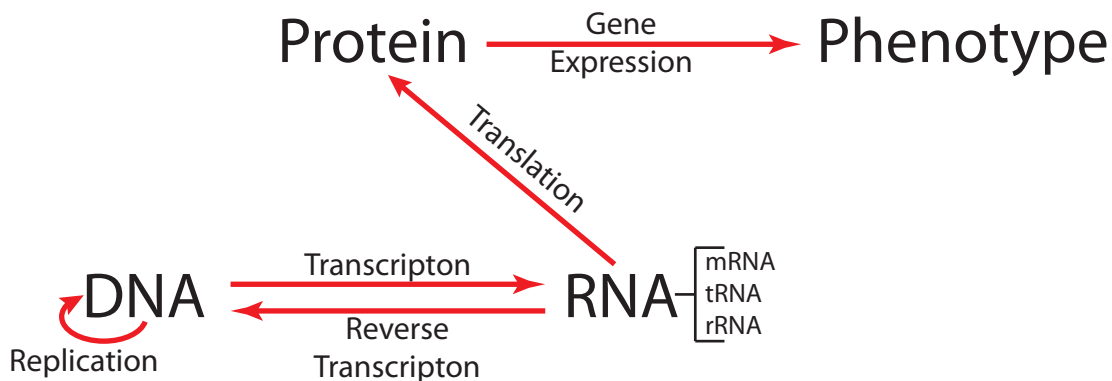 Protein
Gene
Expression
Phenotype
Translation
DNA
Replication
Transcripton
Reverse
Transcripton
RNA
mRNA
tRNA
rRNA